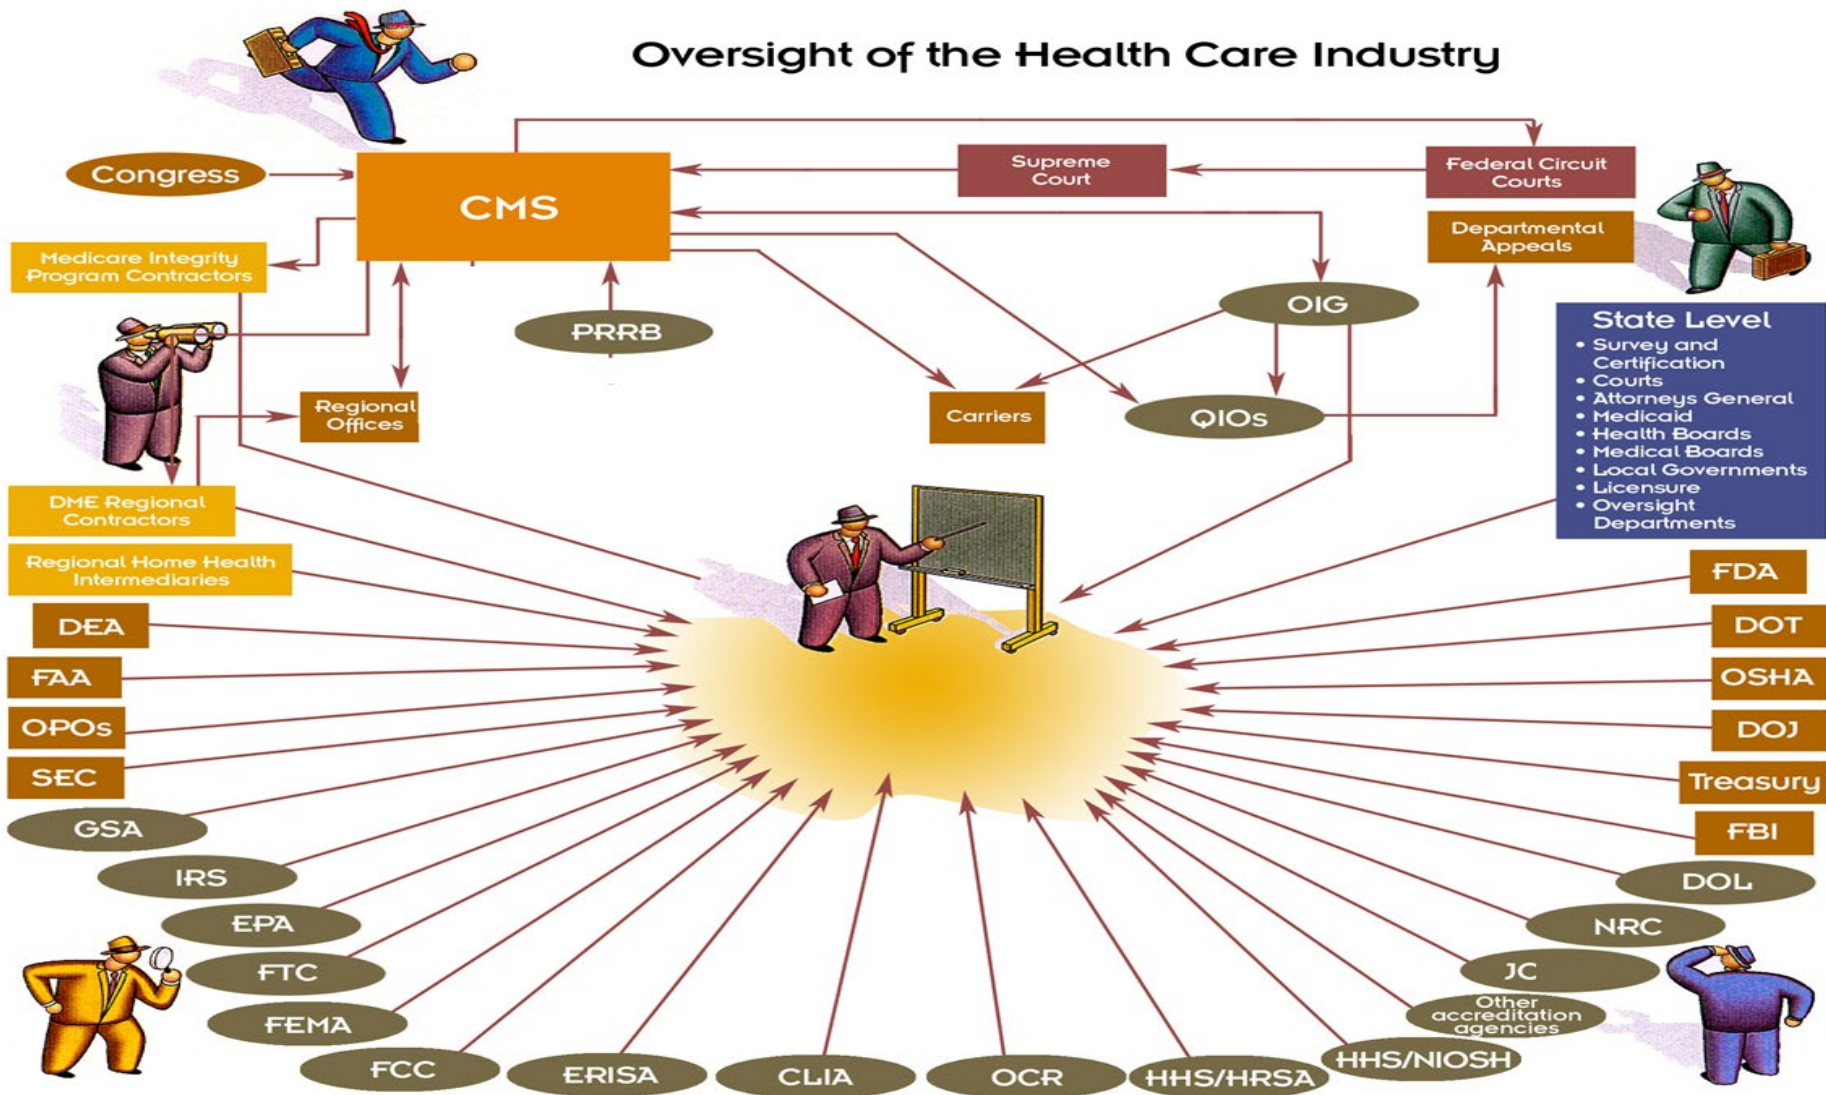 Oversight of the Health Care Industry
Congress
CMS
Supreme
Court
Federal Circuit
Courts
Departmental
Appeals
Medicare Integrity
Program Contractors
PRRB
OIG
State Level
• Survey and
Certification
• Courts
• Attorneys General
• Medicaid
• Health Boards
• Medical Boards
• Local Governments
• Licensure
• Oversight
Departments
Regional
Offices
Carriers
QIOs
DME Regional
Contractors
Regional Home Health
Intermediaries
DEA
FAA
OPOs
SEC
GSA
IRS
EPA
FTC
FEMA
FCC
ERISA
CLIA
OCR
HHS/HRSA
HHS/NIOSH
Other
accreditation
agencies
JC
NRC
DOL
FBI
Treasury
DOJ
OSHA
DOT
FDA